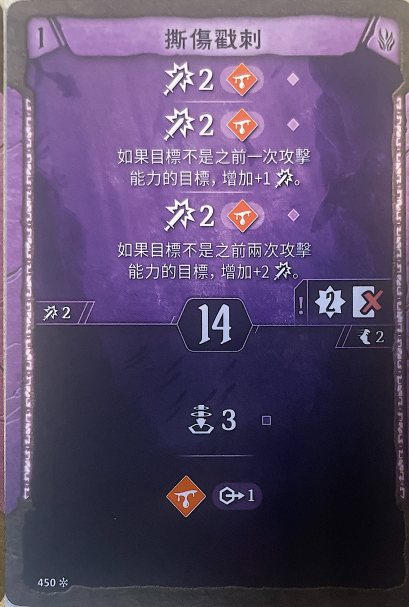 1 撕傷戳刺
2
2
如果目標不是之前一次攻擊
能力的目標，增加+1 。
2
如果目標不是之前兩次攻擊
能力的目標，增加+2 。
! 2
2 14 2
3
1
450